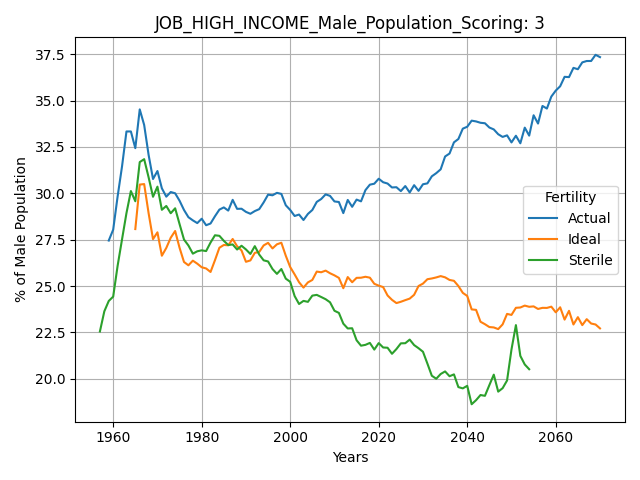 JOB_HIGH_INCOME_Male_Population_Scoring: 3
% of Male Population
37.5
35.0
32.5
30.0
27.5
25.0
22.5
20.0
Fertility
Actual
Ideal
Sterile
1960
1980
2000
2020
2040
2060
Years